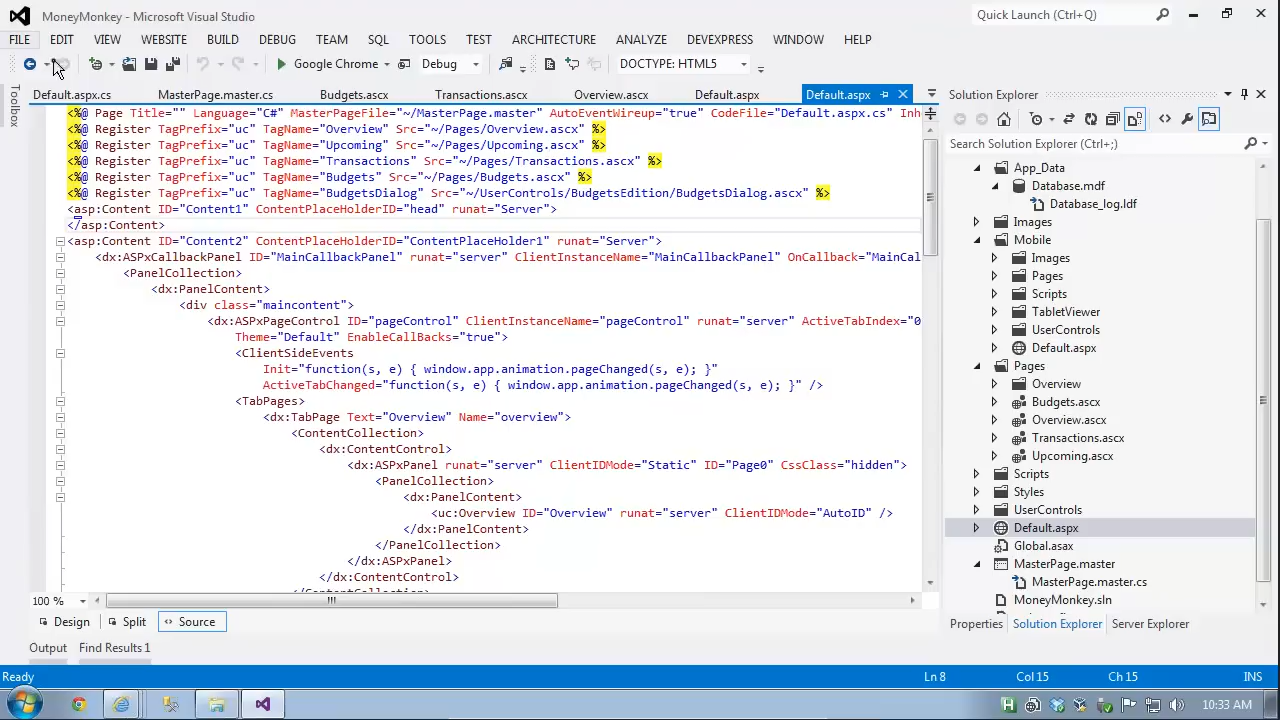 MoneyMonkey - Microsoft Visual Studio
Quick Launch (Ctrl+Q)
FILE EDIT VIEW WEBSITE BUILD DEBUG TEAM SQL TOOLS TEST ARCHITECTURE ANALYZE DEVEXPRESS WINDOW HELP
Google Chrome Debug DOCTYPE: HTML5
Toolbox
Default.aspx.cs MasterPage.master.cs Budgets.ascx Transactions.ascx Overview.ascx Default.aspx Default.aspx
<%@ Page Title="" Language="C#" MasterPageFile="~/MasterPage.master" AutoEventWireup="true" CodeFile="Default.aspx.cs" Inh
<%@ Register TagPrefix="uc" TagName="Overview" Src="~/Pages/Overview.ascx" %>
<%@ Register TagPrefix="uc" TagName="Upcoming" Src="~/Pages/Upcoming.ascx" %>
<%@ Register TagPrefix="uc" TagName="Transactions" Src="~/Pages/Transactions.ascx" %>
<%@ Register TagPrefix="uc" TagName="Budgets" Src="~/Pages/Budgets.ascx" %>
<%@ Register TagPrefix="uc" TagName="BudgetsDialog" Src="~/UserControls/BudgetsEdition/BudgetsDialog.ascx" %>
<asp:Content ID="Content1" ContentPlaceHolderID="head" runat="Server">
</asp:Content>
<asp:Content ID="Content2" ContentPlaceHolderID="ContentPlaceHolder1" runat="Server">
<dx:ASPxCallbackPanel ID="MainCallbackPanel" runat="server" ClientInstanceName="MainCallbackPanel" OnCallback="MainCal
<PanelCollection>
<dx:PanelContent>
<div class="maincontent">
<dx:ASPxPageControl ID="pageControl" ClientInstanceName="pageControl" runat="server" ActiveTabIndex="0
Theme="Default" EnableCallBacks="true">
<ClientSideEvents
Init="function(s, e) { window.app.animation.pageChanged(s, e); }"
ActiveTabChanged="function(s, e) { window.app.animation.pageChanged(s, e); }" />
<TabPages>
<dx:TabPage Text="Overview" Name="overview">
<ContentCollection>
<dx:ContentControl>
<dx:ASPxPanel runat="server" ClientIDMode="Static" ID="Page0" CssClass="hidden">
<PanelCollection>
<dx:PanelContent>
<uc:Overview ID="Overview" runat="server" ClientIDMode="AutoID" />
</dx:PanelContent>
</PanelCollection>
</dx:ASPxPanel>
</dx:ContentControl>
100 %
Design Split Source
Output Find Results 1
Solution Explorer
Search Solution Explorer (Ctrl+;)
App_Data
Database.mdf
Database_log.ldf
Images
Mobile
Images
Pages
Scripts
TabletViewer
UserControls
Default.aspx
Pages
Overview
Budgets.ascx
Overview.ascx
Transactions.ascx
Upcoming.ascx
Scripts
Styles
UserControls
Default.aspx
Global.asax
MasterPage.master
MasterPage.master.cs
MoneyMonkey.sln
Properties Solution Explorer Server Explorer
Ready Ln 8 Col 15 Ch 15 INS
10:33 AM